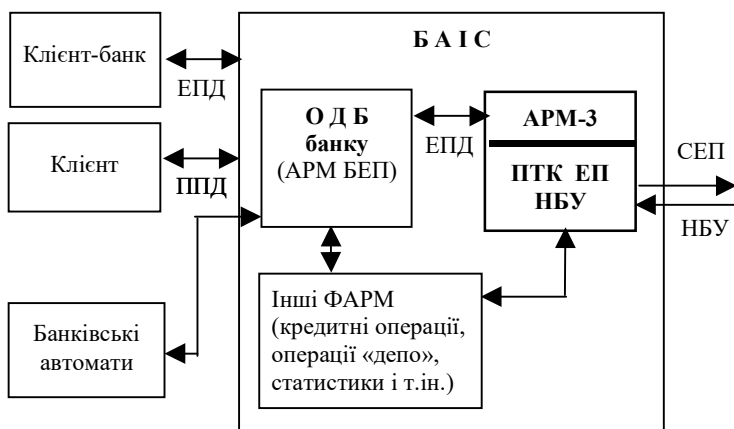 Б А І С
Клієнт-банк
ЕПД
Клієнт
ППД
Банківські
автомати
О Д Б
банку
(АРМ БЕП)
ЕПД
АРМ-3
ПТК ЕП
НБУ
СЕП
НБУ
Інші ФАРМ
(кредитні операції,
операції «депо»,
статистики і т.ін.)